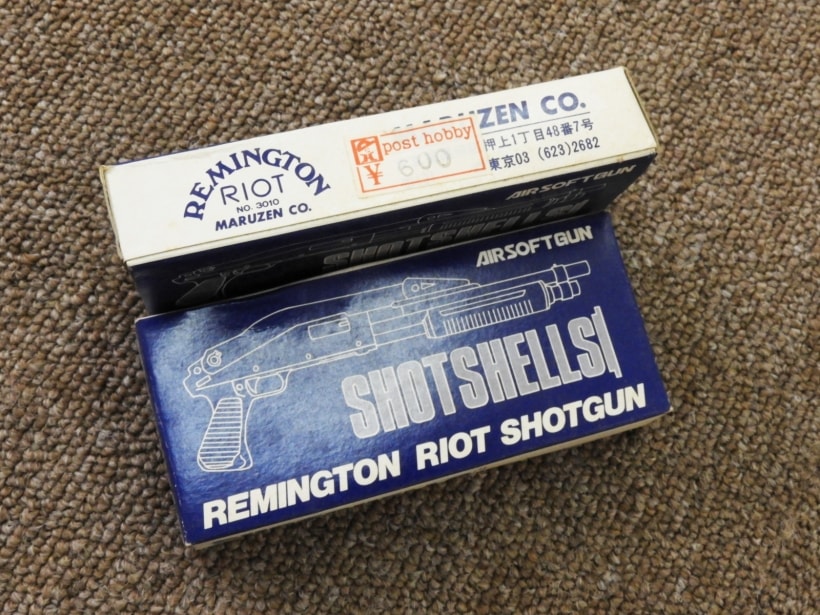 REMINGTON
RIOT
NO. 3010
MARUZEN CO.
post hobby
¥ 600
MARUZEN CO.
押上1丁目48番7号
東京03 (623)2682
AIRSOFTGUN
SHOTSHELLS
AIRSOFTGUN
SHOTSHELLS
REMINGTON RIOT SHOTGUN